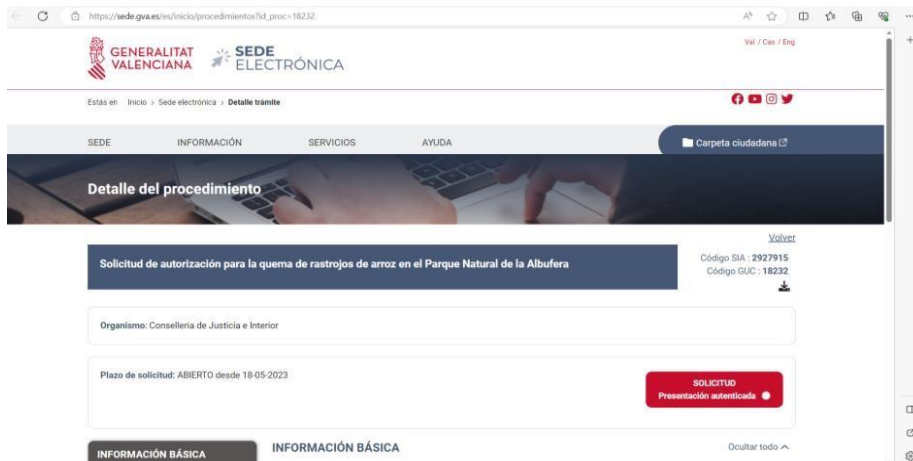 https://sede.gva.es/es/inicio/procedimientos?id_proc=18232
Val / Cas / Eng
GENERALITAT
VALENCIANA
SEDE
ELECTRÓNICA
Estás en Inicio > Sede electrónica > Detalle trámite
SEDE INFORMACIÓN SERVICIOS AYUDA Carpeta ciudadana
Detalle del procedimiento
Volver
Solicitud de autorización para la quema de rastrojos de arroz en el Parque Natural de la Albufera
Código SIA : 2927915
Código GUC : 18232
Organismo: Conselleria de Justicia e Interior
Plazo de solicitud: ABIERTO desde 18-05-2023
SOLICITUD
Presentación autenticada
INFORMACIÓN BÁSICA
INFORMACIÓN BÁSICA
Ocultar todo